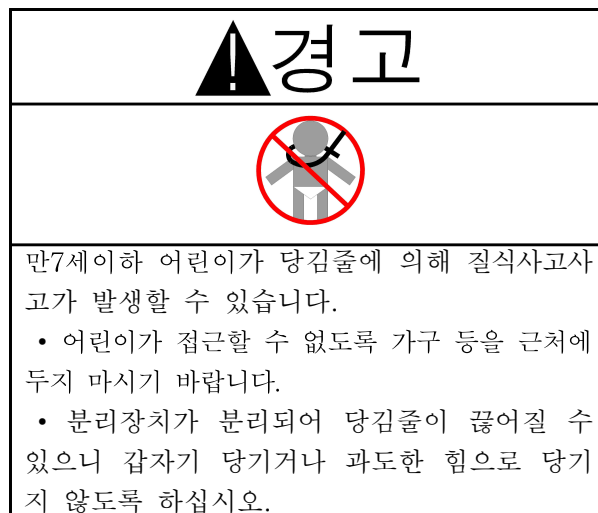 경고
만7세이하 어린이가 당김줄에 의해 질식사고사
고가 발생할 수 있습니다.
• 어린이가 접근할 수 없도록 가구 등을 근처에
두지 마시기 바랍니다.
• 분리장치가 분리되어 당김줄이 끊어질 수
있으니 갑자기 당기거나 과도한 힘으로 당기
지 않도록 하십시오.